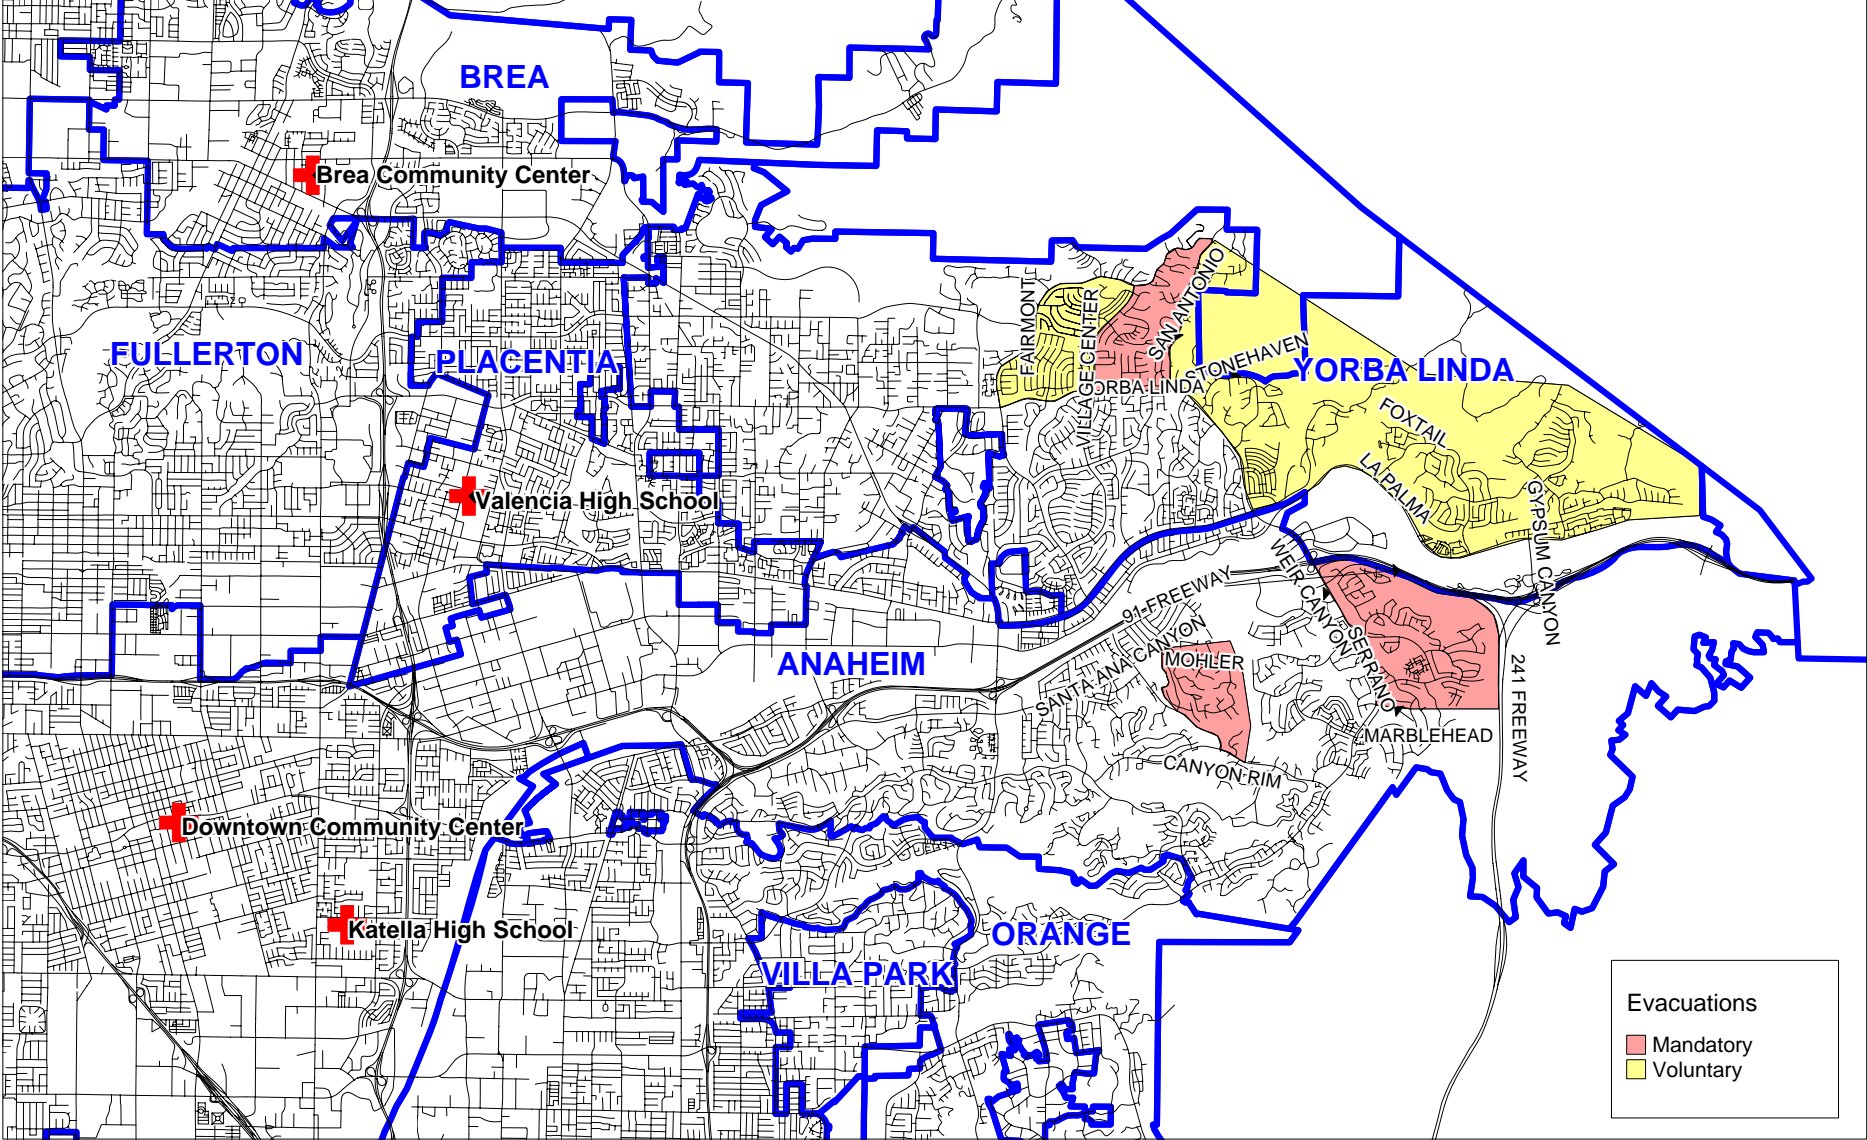 BREA
Brea Community Center
SAN ANTONIO
FAIRMONT
VILLAGE CENTER
STONEHAVEN
FULLERTON
PLACENTIA
YORBA LINDA
ORBA LINDA
FOXTAIL
LA PALMA
GYPSUM CANYON
Valencia High School
WEIR CANYON
91 FREEWAY
SANTA ANA CANYON
SERRANO
ANAHEIM
MOHLER
241 FREEWAY
MARBLEHEAD
CANYON RIM
Downtown Community Center
Katella High School
ORANGE
VILLA PARK
Evacuations
Mandatory
Voluntary